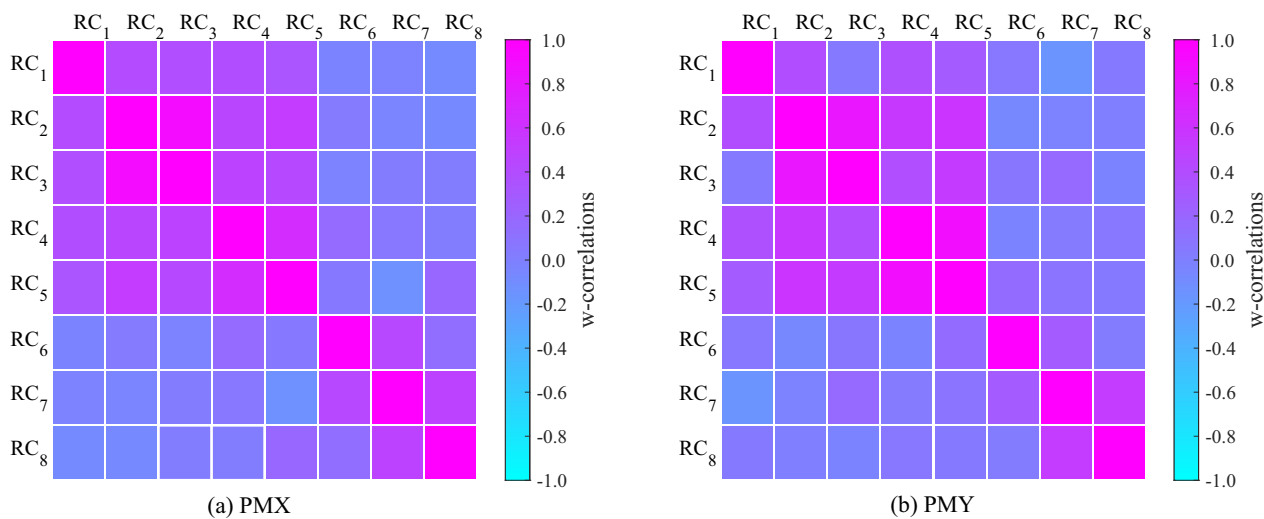 RC1 RC2 RC3 RC4 RC5 RC6 RC7 RC8
RC1
RC2
RC3
RC4
RC5
RC6
RC7
RC8
1.0
0.8
0.6
0.4
0.2
0.0
-0.2
-0.4
-0.6
-0.8
-1.0
w-correlations
(a) PMX
RC1 RC2 RC3 RC4 RC5 RC6 RC7 RC8
RC1
RC2
RC3
RC4
RC5
RC6
RC7
RC8
1.0
0.8
0.6
0.4
0.2
0.0
-0.2
-0.4
-0.6
-0.8
-1.0
w-correlations
(b) PMY